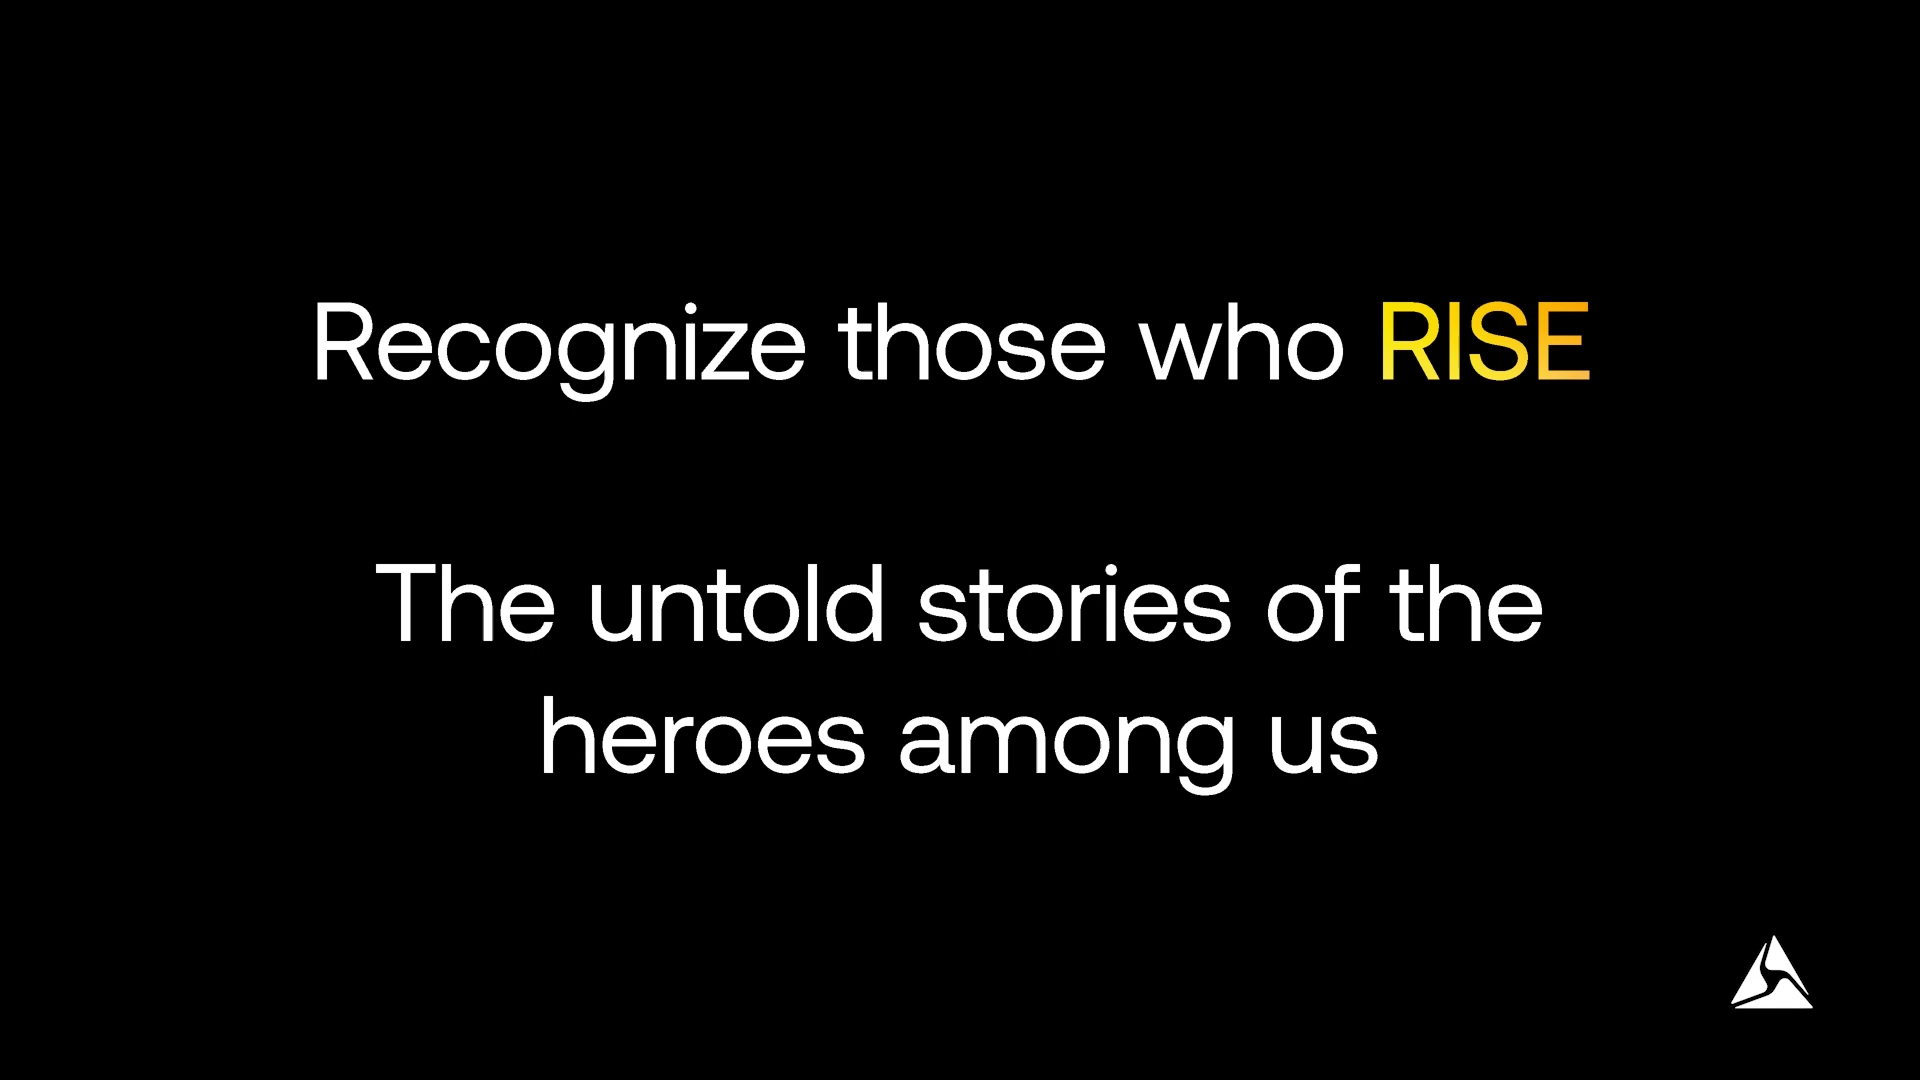 Recognize those who RISE
The untold stories of the
heroes among us